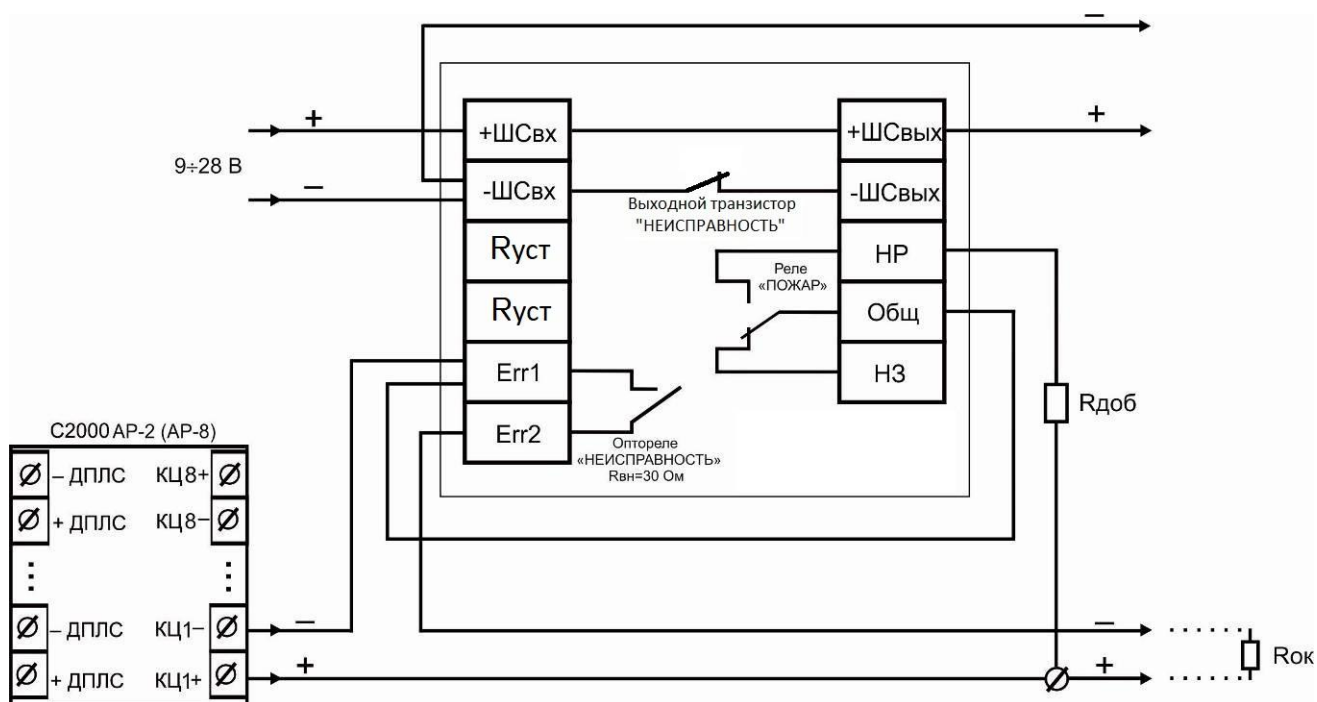 –
+
+ШСвх
+ШСвых
+
9÷28 В
–
-ШСвх
-ШСвых
Выходной транзистор
"НЕИСПРАВНОСТЬ"
Rуст
НР
Реле
«ПОЖАР»
Rуст
Общ
Err1
НЗ
Rдоб
Err2
Оптореле
«НЕИСПРАВНОСТЬ»
Rвн=30 Ом
С2000 АР-2 (АР-8)
– ДПЛС КЦ8+
+ ДПЛС КЦ8–
– ДПЛС КЦ1– – –
+ ДПЛС КЦ1+ + +
Rок